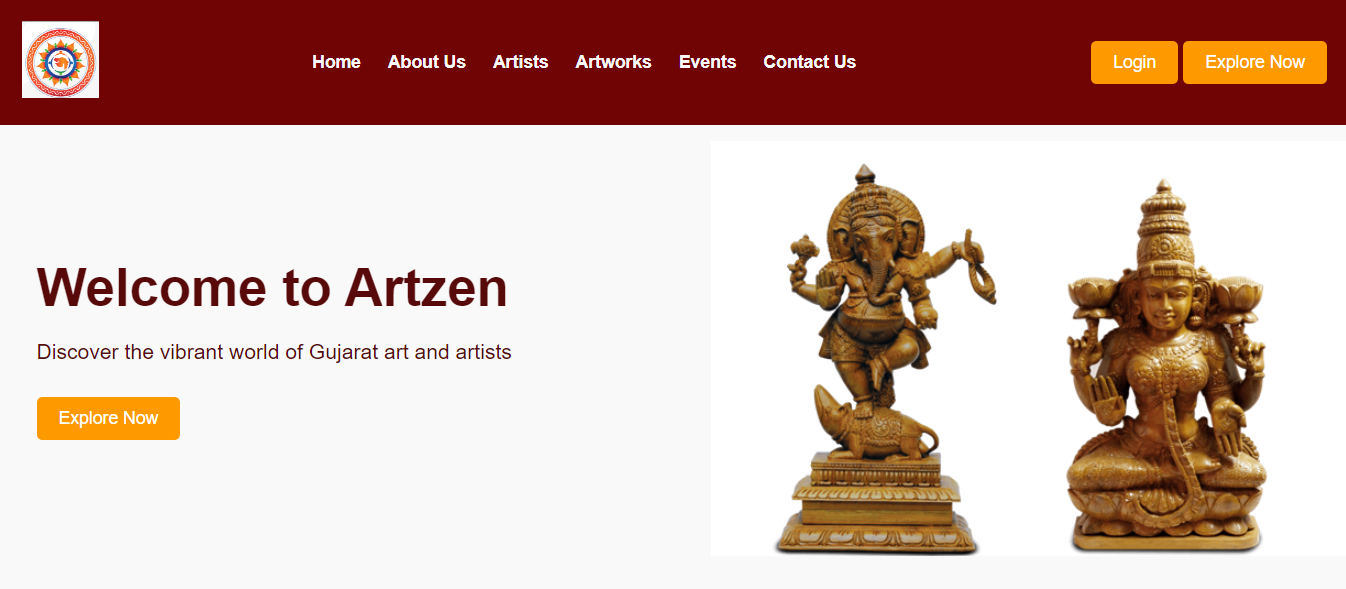 Home About Us Artists Artworks Events Contact Us Login Explore Now
Welcome to Artzen
Discover the vibrant world of Gujarat art and artists
Explore Now